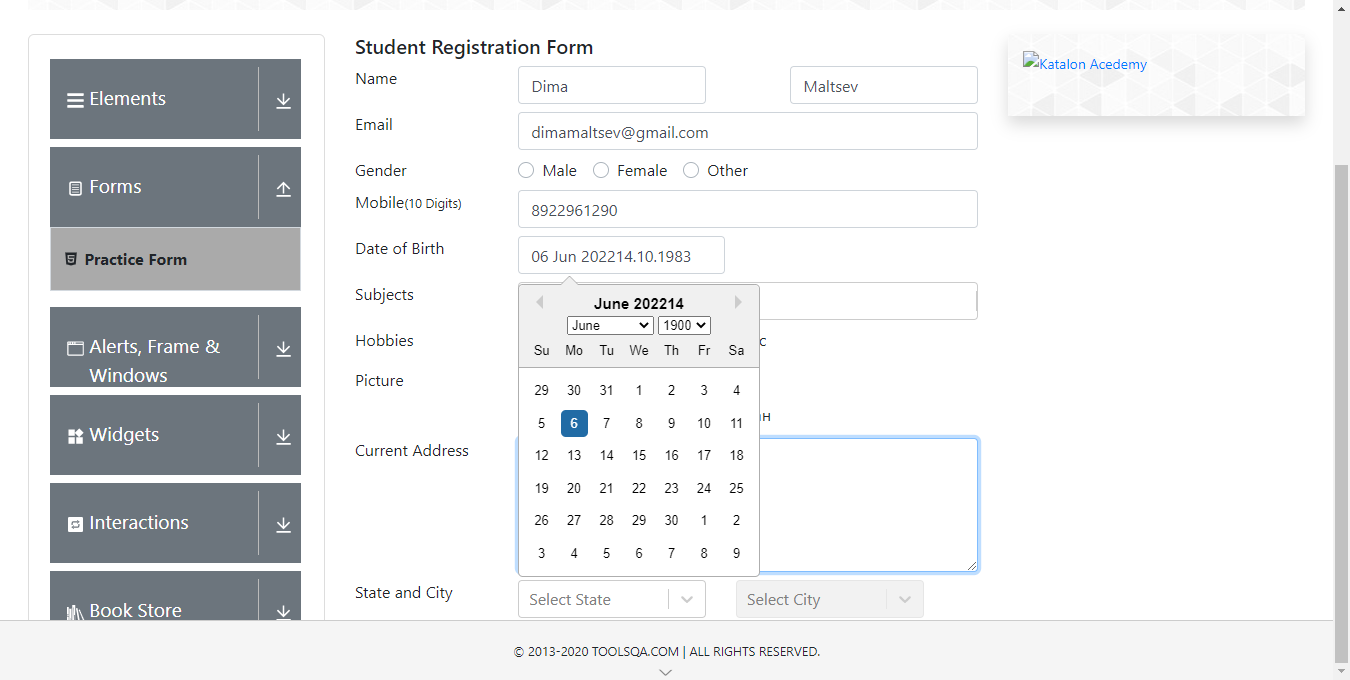 Student Registration Form
Katalon Acedemy
Elements
Forms
Practice Form
Alerts, Frame &
Windows
Widgets
Interactions
Book Store
Name
Dima
Maltsev
Email
dimamaltsev@gmail.com
Gender
Male
Female
Other
Mobile(10 Digits)
8922961290
Date of Birth
06 Jun 202214.10.1983
Subjects
June 202214
June
1900
Su Mo Tu We Th Fr Sa
29 30 31 1 2 3 4
5 6 7 8 9 10 11
12 13 14 15 16 17 18
19 20 21 22 23 24 25
26 27 28 29 30 1 2
3 4 5 6 7 8 9
Hobbies
c
Picture
Current Address
State and City
Select State
Select City
© 2013-2020 TOOLSQA.COM | ALL RIGHTS RESERVED.